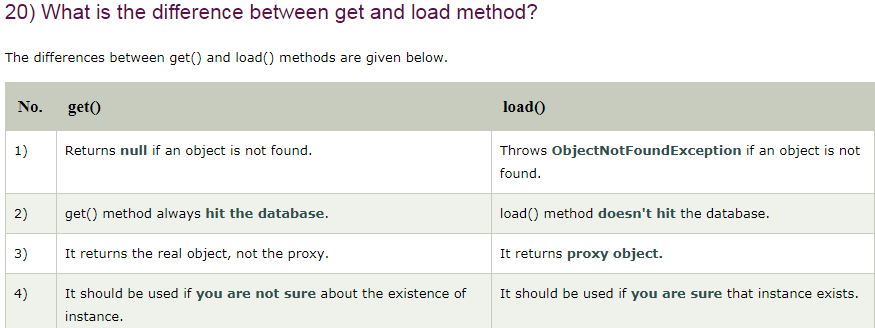 20) What is the difference between get and load method?
The differences between get() and load() methods are given below.
No. get() load()
1) Returns null if an object is not found. Throws ObjectNotFoundException if an object is not
found.
2) get() method always hit the database. load() method doesn't hit the database.
3) It returns the real object, not the proxy. It returns proxy object.
4) It should be used if you are not sure about the existence of It should be used if you are sure that instance exists.
instance.